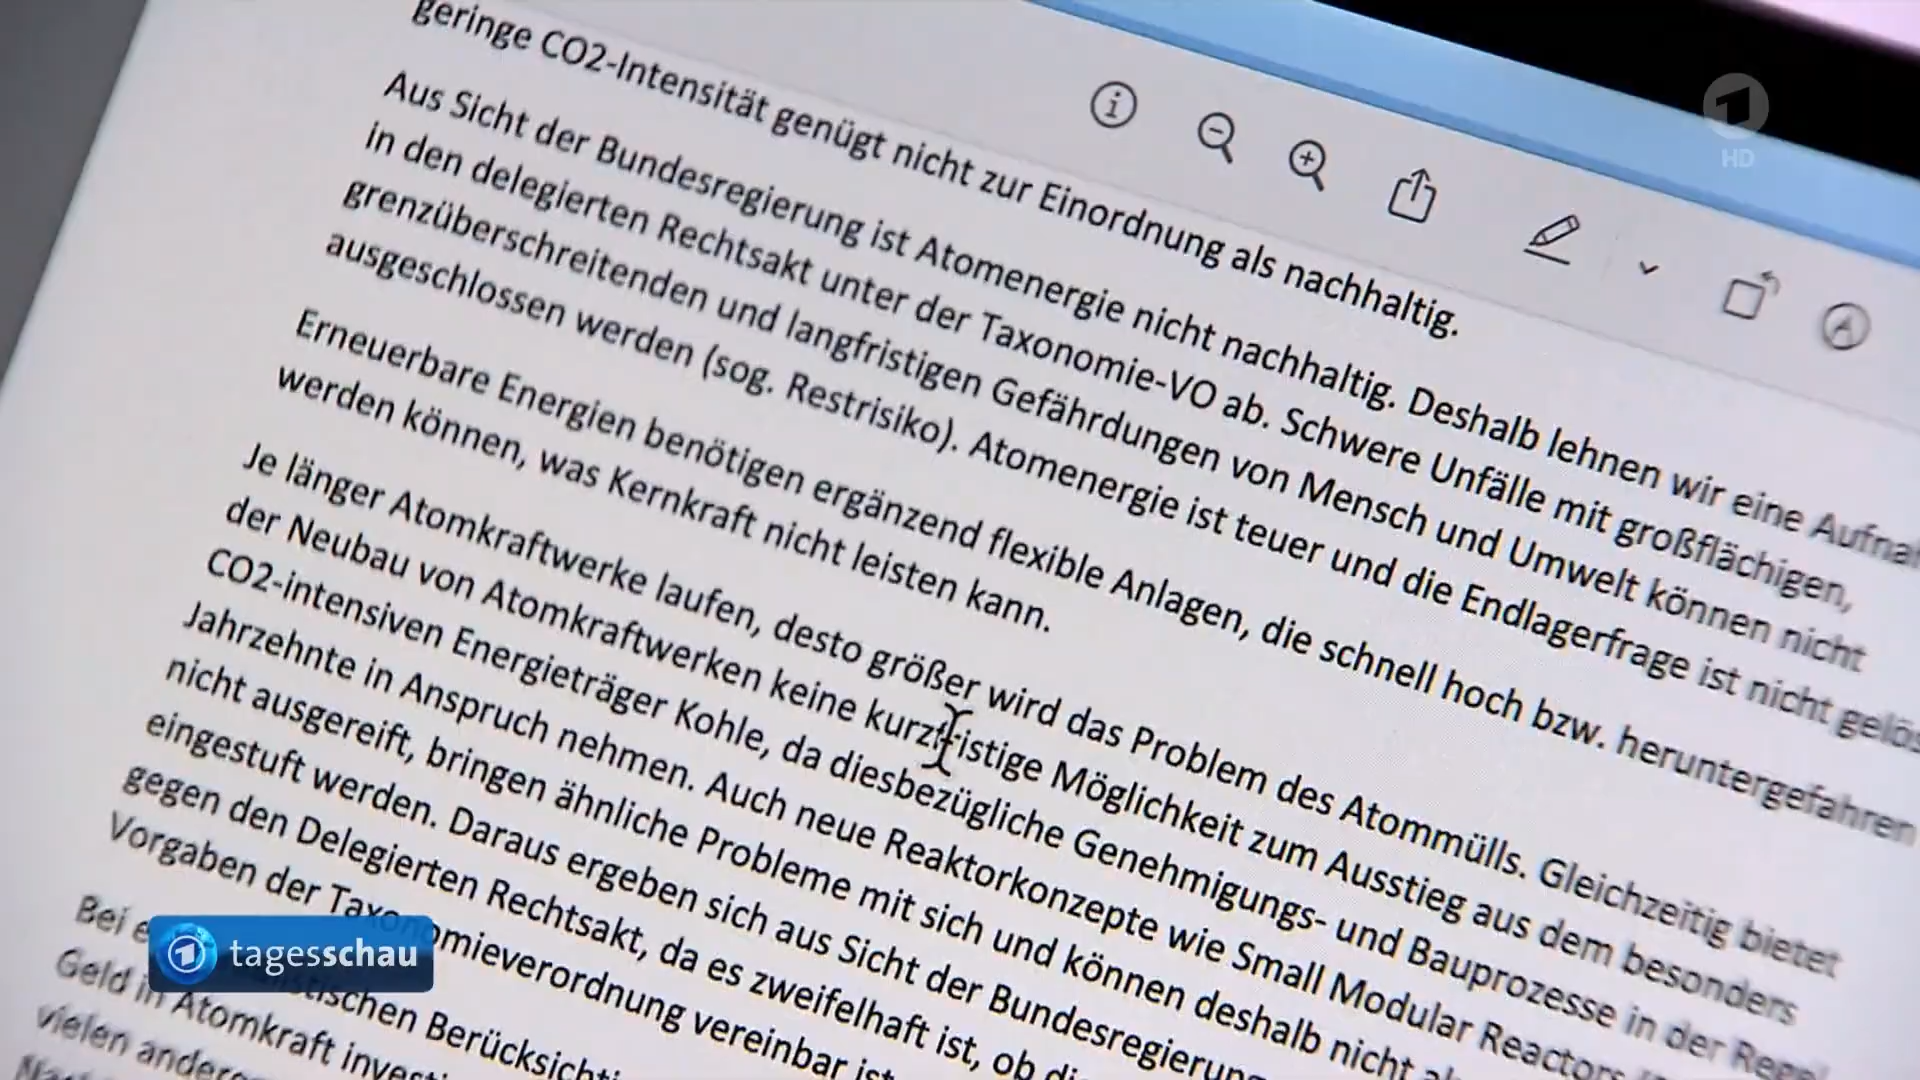 geringe CO2-Intensität genügt nicht zur Einordnung als nachhaltig.
Aus Sicht der Bundesregierung ist Atomenergie nicht nachhaltig. Deshalb lehnen wir eine
in den delegierten Rechtsakt unter der Taxonomie-VO ab. Schwere Unfälle mit großflächigen,
grenzüberschreitenden und langfristigen Gefährdungen von Mensch und Umwelt können nicht
ausgeschlossen werden (sog. Restrisiko). Atomenergie ist teuer und die Endlagerfrage ist nicht
Erneuerbare Energien benötigen ergänzend flexible Anlagen, die schnell hoch bzw. heruntergefahren
werden können, was Kernkraft nicht leisten kann.
Je länger Atomkraftwerke laufen, desto größer wird das Problem des Atommülls. Gleichzeitig bietet
der Neubau von Atomkraftwerken keine kurzfristige Möglichkeit zum Ausstieg aus dem besonders
CO2-intensiven Energieträger Kohle, da diesbezügliche Genehmigungs- und Bauprozesse in der Regel
Jahrzehnte in Anspruch nehmen. Auch neue Reaktorkonzepte wie Small Modular Reactors
nicht ausgereift, bringen ähnliche Probleme mit sich und können deshalb nicht
eingestuft werden. Daraus ergeben sich aus Sicht der Bundesregierung
gegen den Delegierten Rechtsakt, da es zweifelhaft ist, ob
Vorgaben der Taxonomieverordnung vereinbar ist
Bei
Geld in Atomkraft
vielen
HD
tagesschau